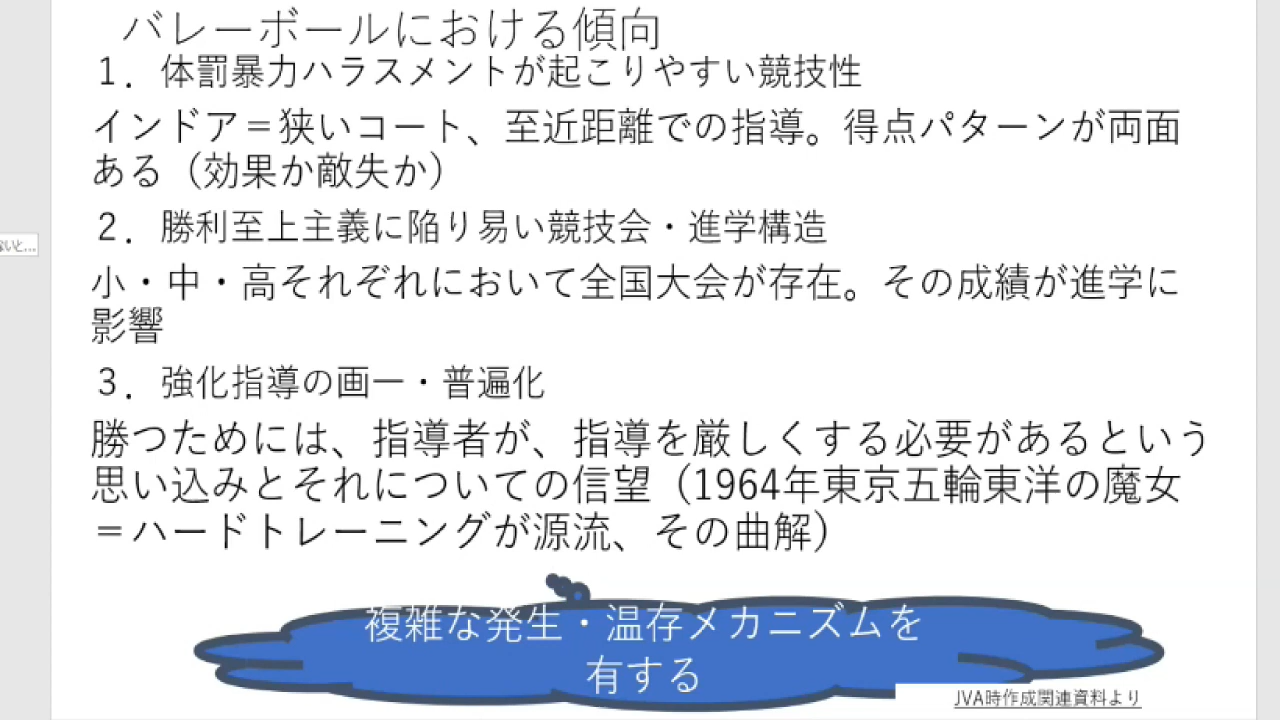 バレーボールにおける傾向
１．体罰暴力ハラスメントが起こりやすい競技性
インドア＝狭いコート、至近距離での指導。得点パターンが両面
ある（効果か敵失か）
２．勝利至上主義に陥り易い競技会・進学構造
小・中・高それぞれにおいて全国大会が存在。その成績が進学に
影響
３．強化指導の画一・普遍化
勝つためには、指導者が、指導を厳しくする必要があるという
思い込みとそれについての信望（1964年東京五輪東洋の魔女
＝ハードトレーニングが源流、その曲解）
複雑な発生・温存メカニズムを
有する
JVA時作成関連資料より